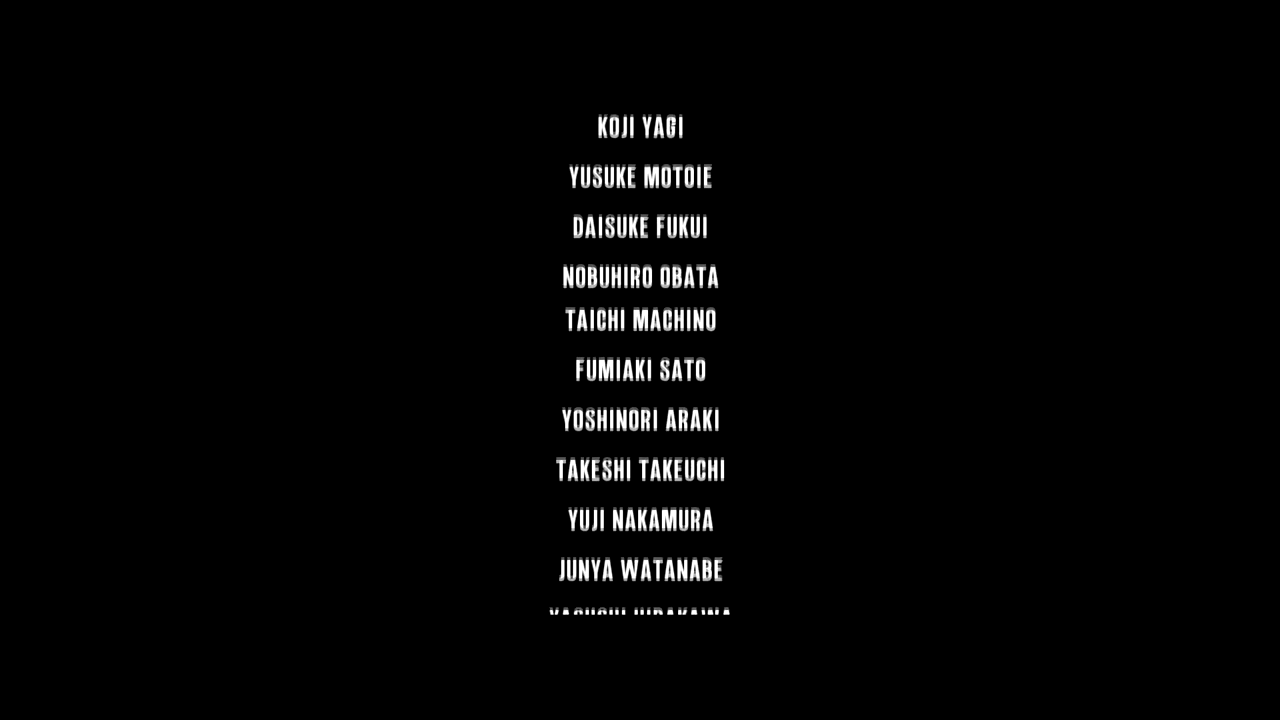 KOJI YAGI
YUSUKE MOTOIE
DAISUKE FUKUI
NOBUHIRO OBATA
TAICHI MACHINO
FUMIAKI SATO
YOSHINORI ARAKI
TAKESHI TAKEUCHI
YUJI NAKAMURA
JUNYA WATANABE